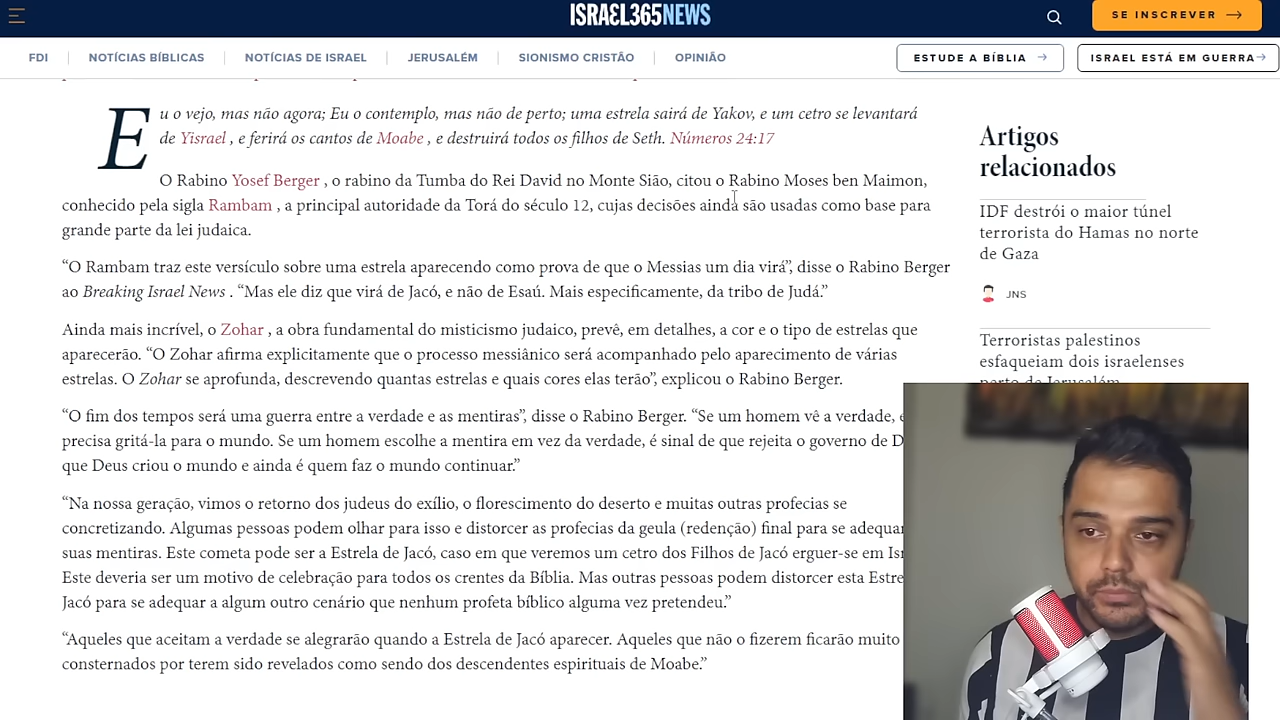 ISRAEL365NEWS
SE INSCREVER
FDI
NOTÍCIAS BÍBLICAS
NOTÍCIAS DE ISRAEL
JERUSALÉM
SIONISMO CRISTÃO
OPINIÃO
ESTUDE A BÍBLIA
ISRAEL ESTÁ EM GUERRA
Eu o vejo, mas não agora; Eu o contemplo, mas não de perto; uma estrela sairá de Yakov, e um cetro se levantará
de Yisrael , e ferirá os cantos de Moabe , e destruirá todos os filhos de Seth. Números 24:17
O Rabino Yosef Berger , o rabino da Tumba do Rei David no Monte Sião, citou o Rabino Moses ben Maimon,
conhecido pela sigla Rambam , a principal autoridade da Torá do século 12, cujas decisões ainda são usadas como base para
grande parte da lei judaica.
“O Rambam traz este versículo sobre uma estrela aparecendo como prova de que o Messias um dia virá”, disse o Rabino Berger
ao Breaking Israel News . “Mas ele diz que virá de Jacó, e não de Esaú. Mais especificamente, da tribo de Judá.”
Ainda mais incrível, o Zohar , a obra fundamental do misticismo judaico, prevê, em detalhes, a cor e o tipo de estrelas que
aparecerão. “O Zohar afirma explicitamente que o processo messiânico será acompanhado pelo aparecimento de várias
estrelas. O Zohar se aprofunda, descrevendo quantas estrelas e quais cores elas terão”, explicou o Rabino Berger.
“O fim dos tempos será uma guerra entre a verdade e as mentiras”, disse o Rabino Berger. “Se um homem vê a verdade,
precisa gritá-la para o mundo. Se um homem escolhe a mentira em vez da verdade, é sinal de que rejeita o governo de
que Deus criou o mundo e ainda é quem faz o mundo continuar.”
“Na nossa geração, vimos o retorno dos judeus do exílio, o florescimento do deserto e muitas outras profecias se
concretizando. Algumas pessoas podem olhar para isso e distorcer as profecias da geula (redenção) final para se
suas mentiras. Este cometa pode ser a Estrela de Jacó, caso em que veremos um cetro dos Filhos de Jacó erguer-se em
Este deveria ser um motivo de celebração para todos os crentes da Bíblia. Mas outras pessoas podem distorcer esta
Jacó para se adequar a algum outro cenário que nenhum profeta bíblico alguma vez pretendeu.”
“Aqueles que aceitam a verdade se alegrarão quando a Estrela de Jacó aparecer. Aqueles que não o fizerem ficarão muito
consternados por terem sido revelados como sendo dos descendentes espirituais de Moabe.”
Artigos
relacionados
IDF destrói o maior túnel
terrorista do Hamas no norte
de Gaza
JNS
Terroristas palestinos
esfaqueiam dois israelenses
perto de Jerusalém